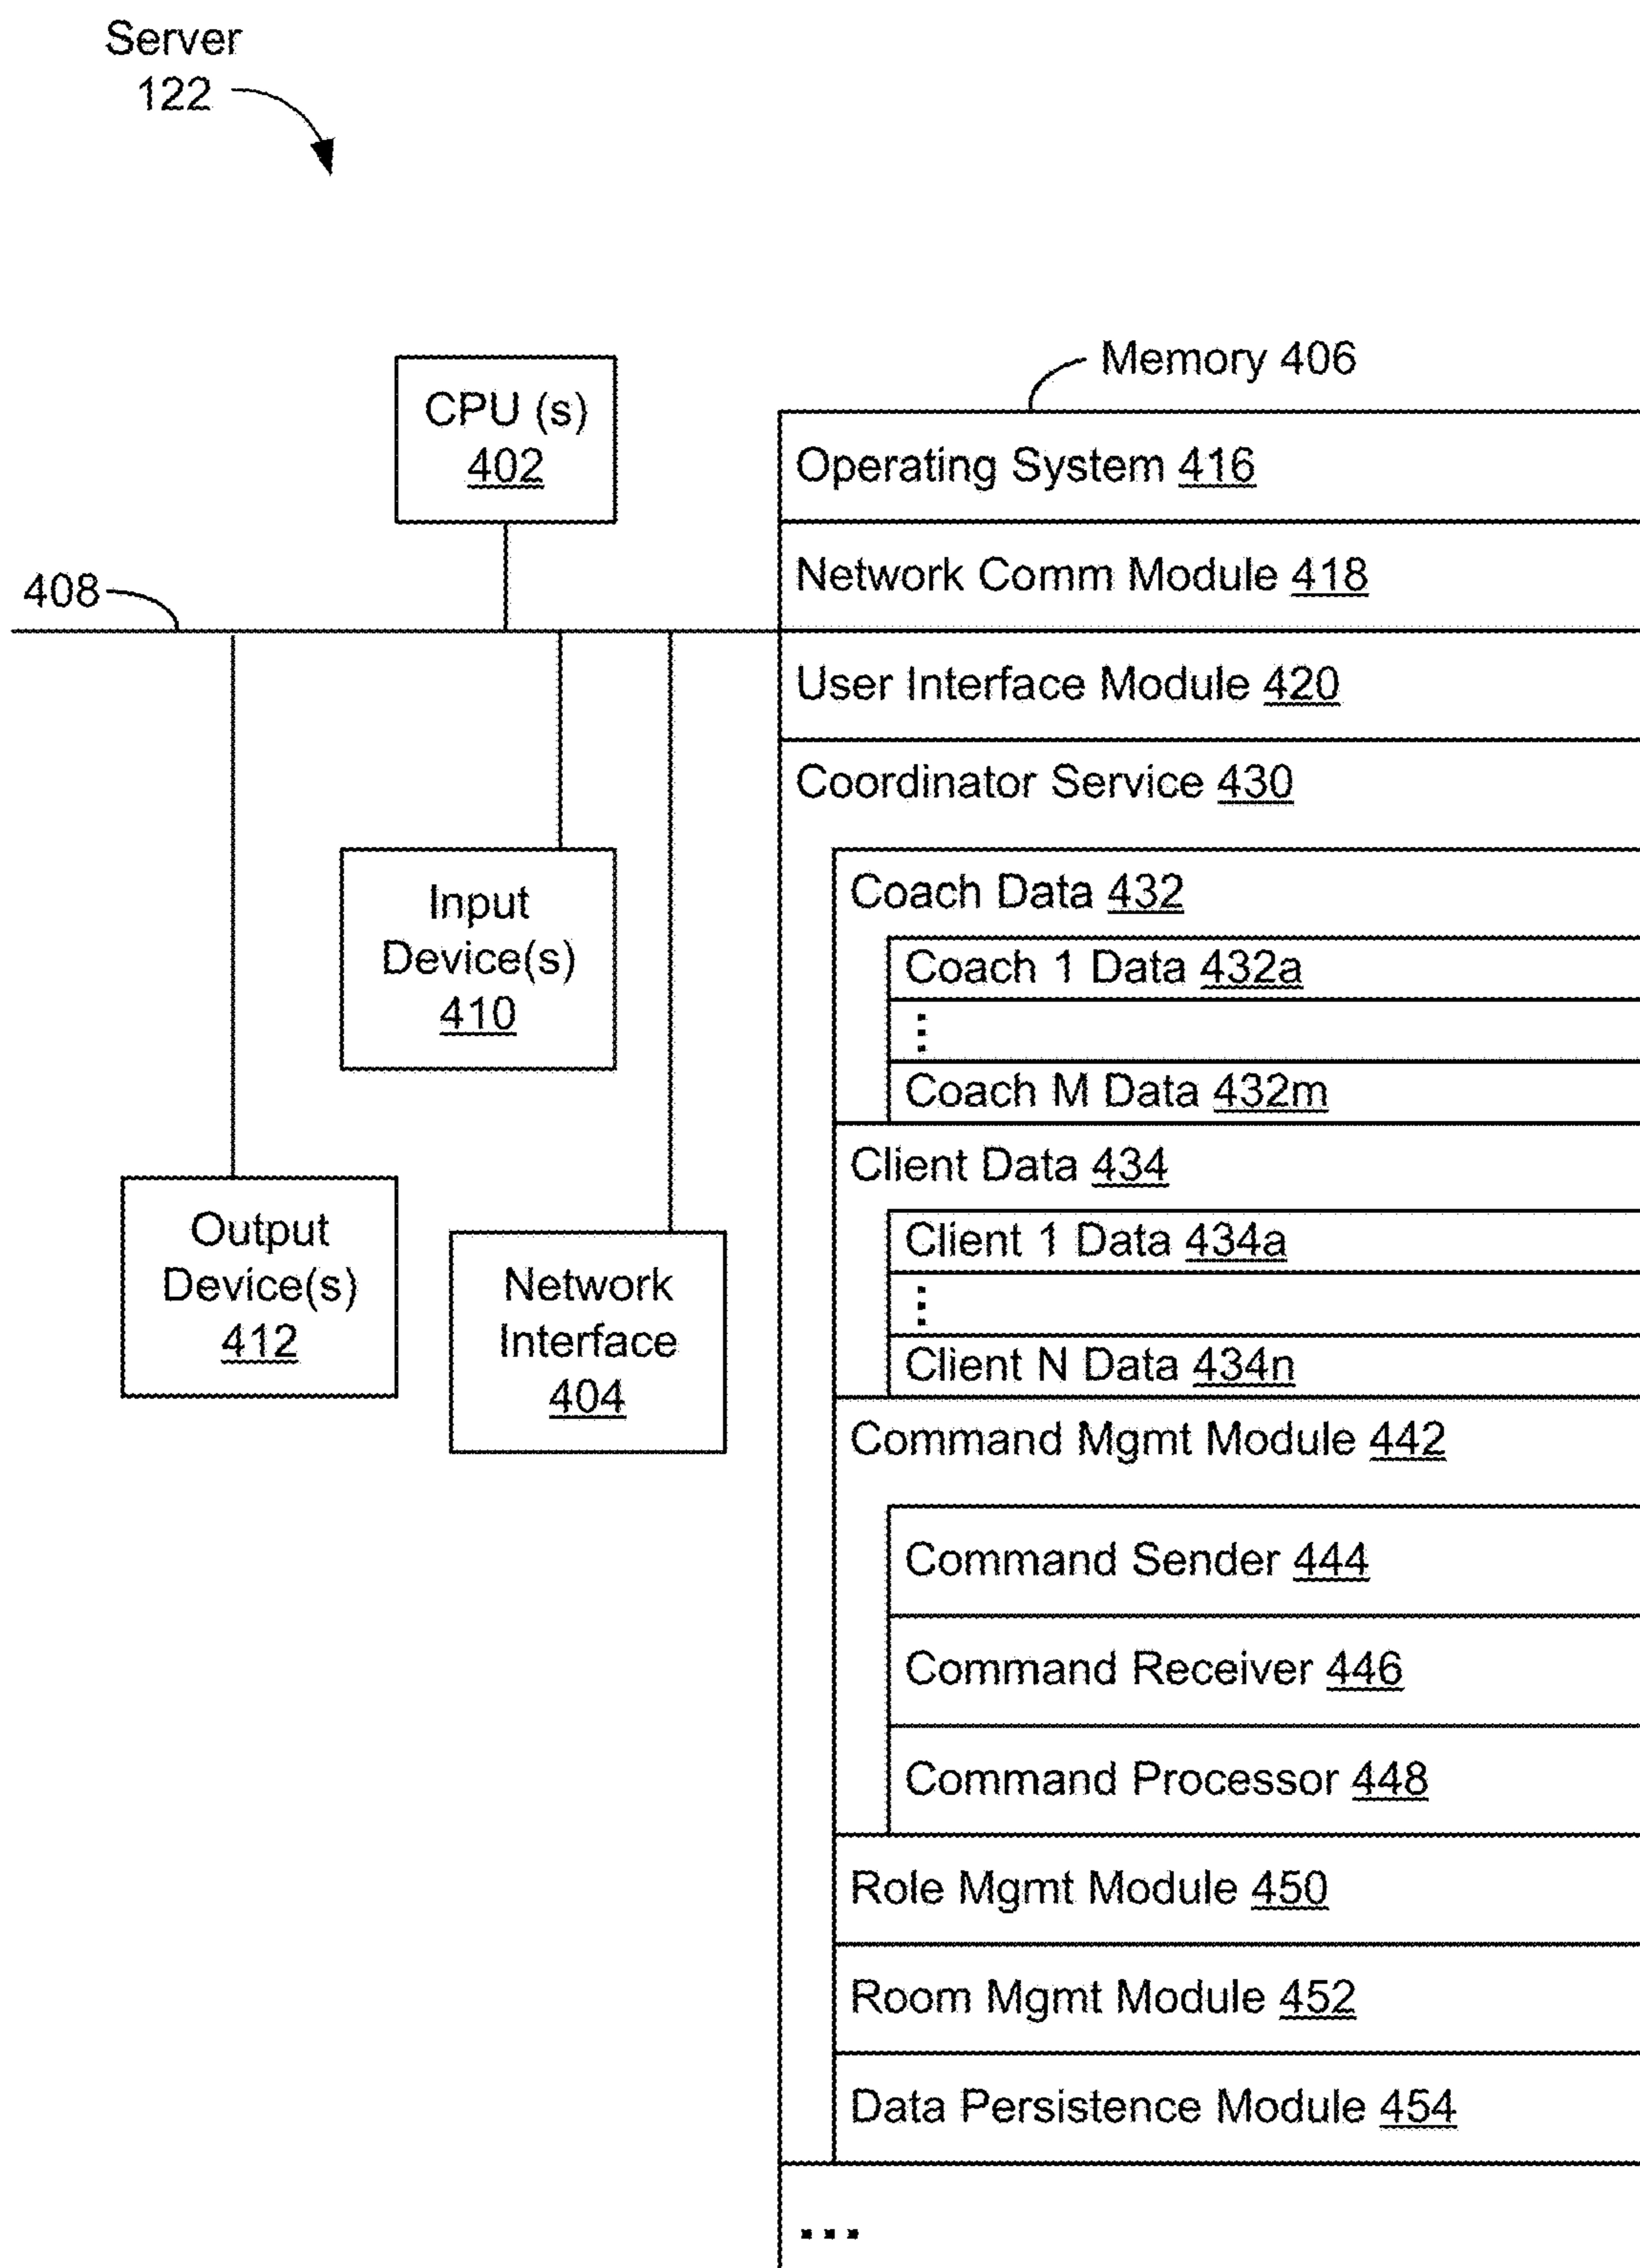 Server
122
Memory 406
CPU (s)
402
408
Operating System 416
Network Comm Module 418
User Interface Module 420
Coordinator Service 430
Input
Device(s)
410
Output
Device(s)
412
Network
Interface
404
Coach Data 432
Coach 1 Data 432a
⋮
Coach M Data 432m
Client Data 434
Client 1 Data 434a
⋮
Client N Data 434n
Command Mgmt Module 442
Command Sender 444
Command Receiver 446
Command Processor 448
Role Mgmt Module 450
Room Mgmt Module 452
Data Persistence Module 454
...